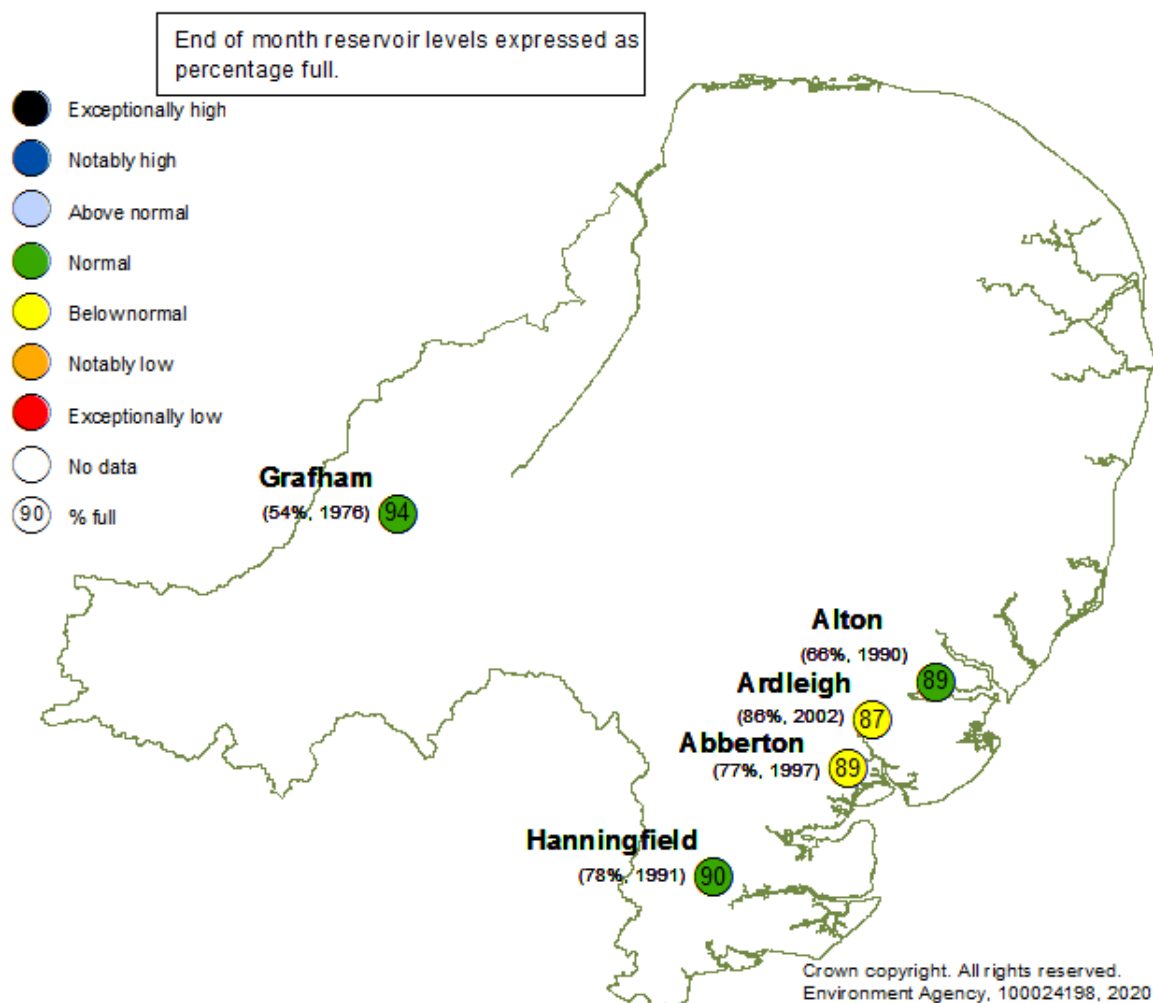 End of month reservoir levels expressed as
percentage full.
Exceptionally high
Notably high
Above normal
Normal
Belownormal
Notably low
Exceptionally low
No data
90 % full
Grafham
(54%, 1976) 94
Alton
(66%, 1990)
89
Ardleigh
(86%, 2002) 87
Abberton
(77%, 1997) 89
Hanningfield
(78%, 1991) 90
Crown copyright. All rights reserved.
Environment Agency, 100024198, 2020